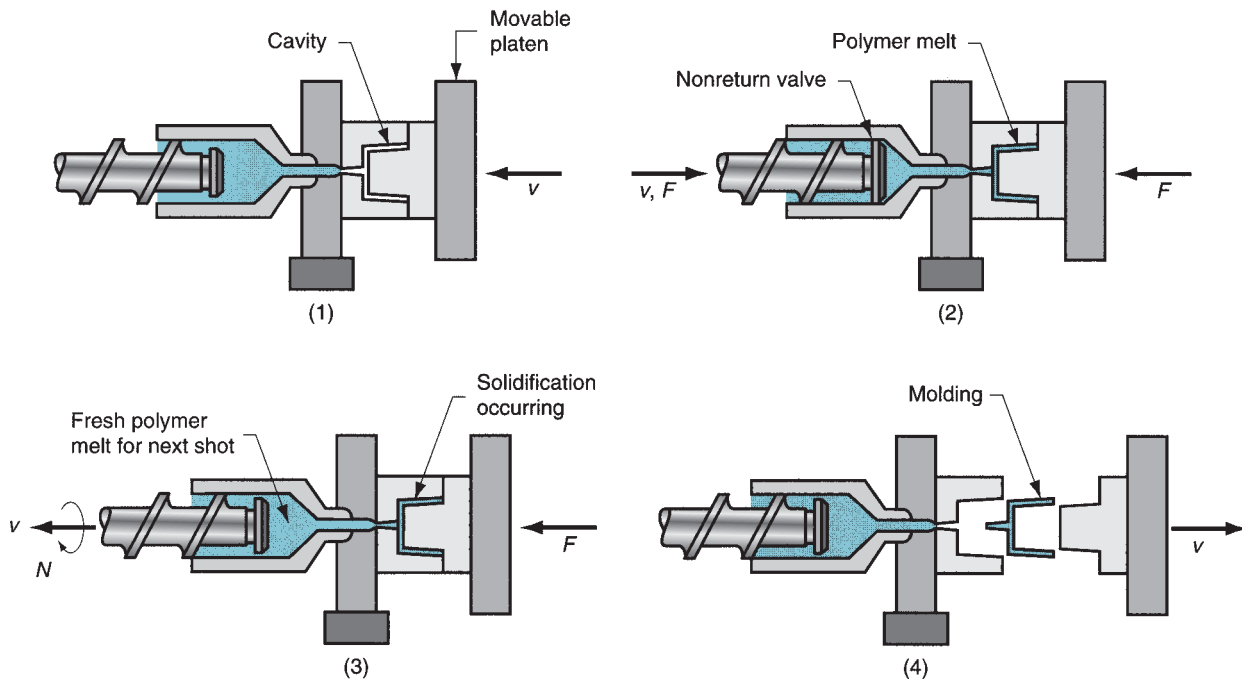 Movable
platen
Cavity
v
(1)
Polymer melt
Nonreturn valve
v, F
F
(2)
Solidification
occurring
Fresh polymer
melt for next shot
v
N
F
(3)
Molding
v
(4)